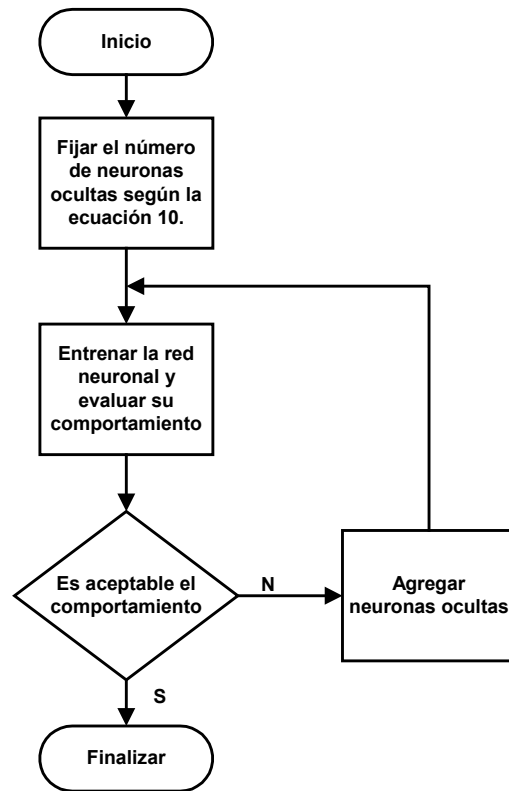 Inicio
Fijar el número
de neuronas
ocultas según la
ecuación 10.
Entrenar la red
neuronal y
evaluar su
comportamiento
Es aceptable el
comportamiento
N
Agregar
neuronas ocultas
S
Finalizar